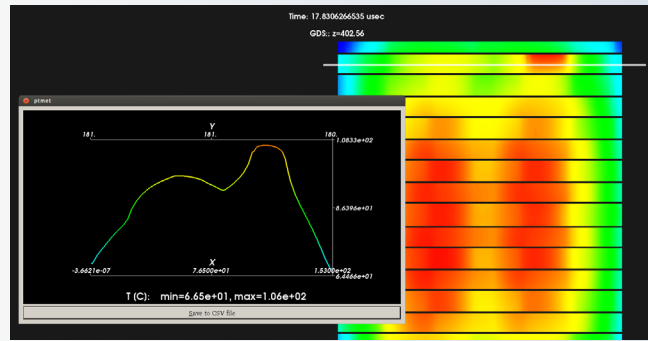 Time: 17.8306266535 usec
GDS:: z=402.56
ptmet
Y
181. 181. 180.
1.0833e+02
8.6396e+01
X
-3.6621e-07 7.6500e+01 1.5300e+02
6.4466e+01
T (C): min=6.65e+01, max=1.06e+02
Save to CSV file